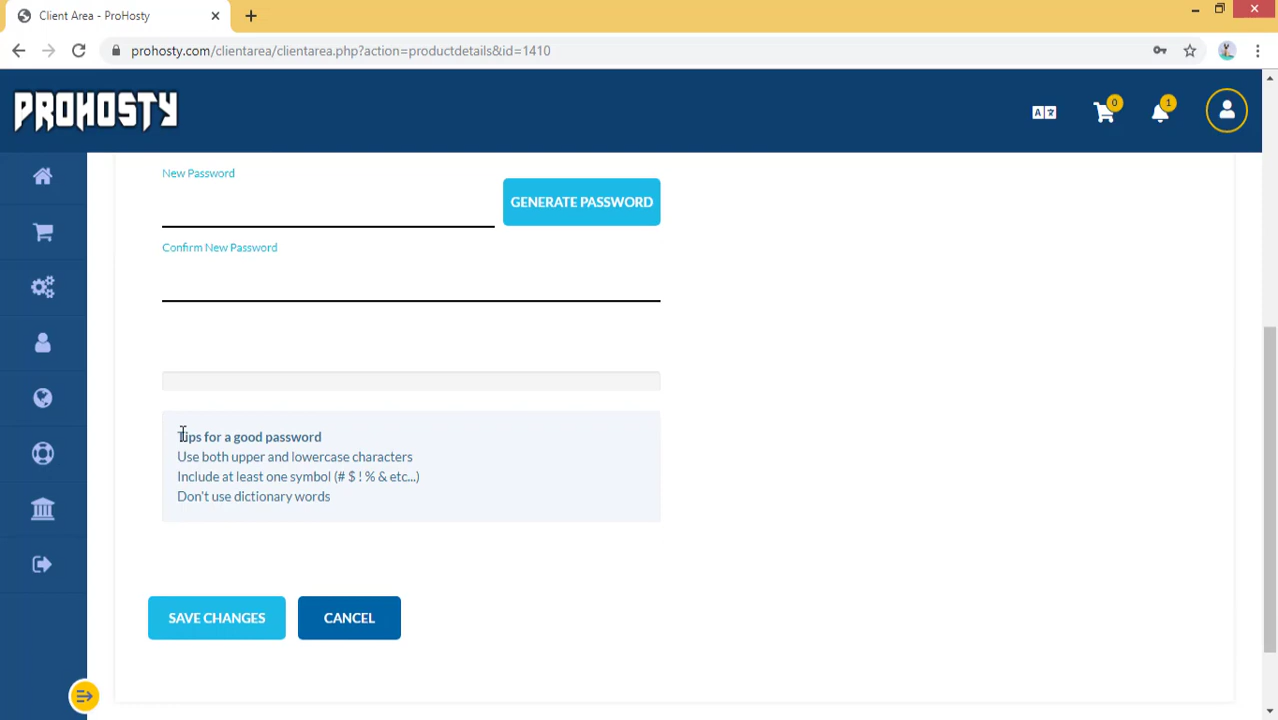 Client Area - ProHosty
prohosty.com/clientarea/clientarea.php?action=productdetails&id=1410
PROHOSTY
A
0
1
New Password
GENERATE PASSWORD
Confirm New Password
Tips for a good password
Use both upper and lowercase characters
Include at least one symbol (# $ ! % & etc...)
Don't use dictionary words
SAVE CHANGES
CANCEL